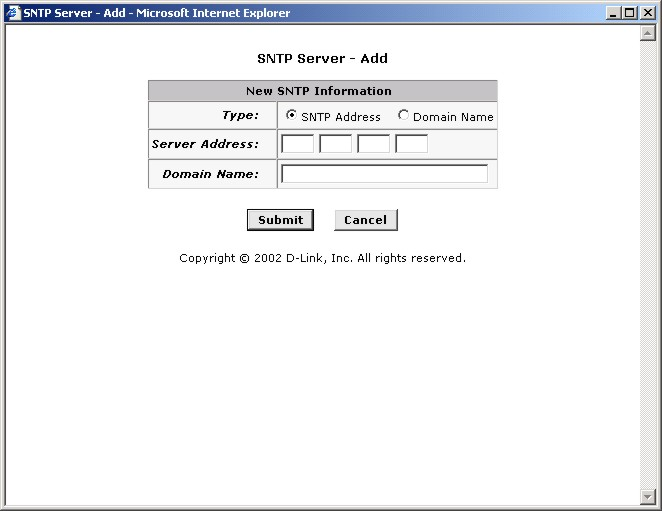 SNTP Server - Add - Microsoft Internet Explorer
SNTP Server - Add
New SNTP Information
Type: SNTP Address Domain Name
Server Address:
Domain Name:
Submit Cancel
Copyright © 2002 D-Link, Inc. All rights reserved.